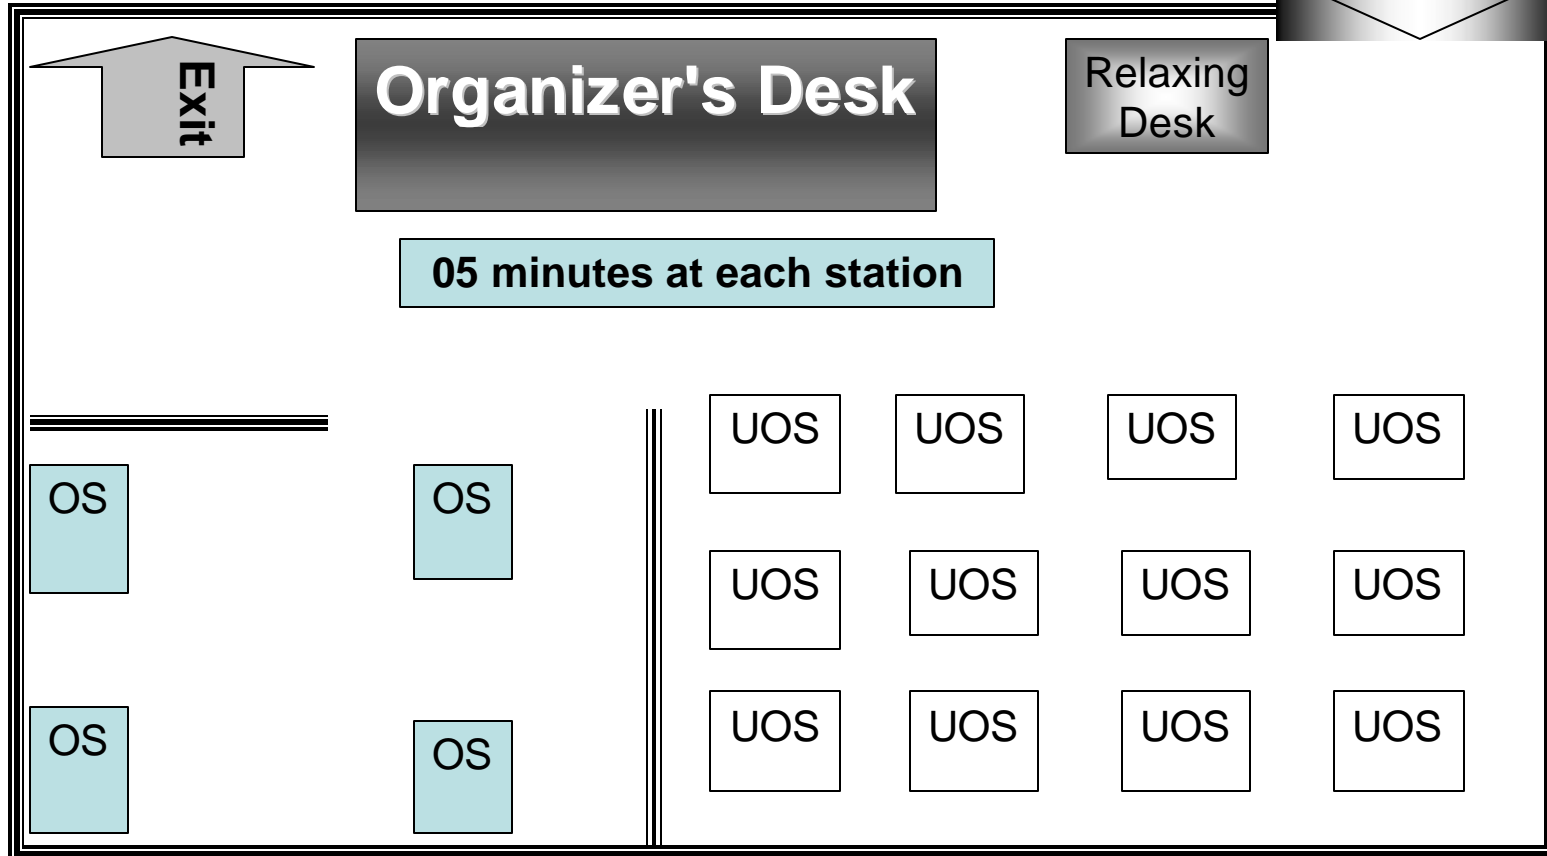 Exit
Organizer's Desk
Relaxing
Desk
05 minutes at each station
UOS
UOS
UOS
UOS
OS
OS
UOS
UOS
UOS
UOS
OS
OS
UOS
UOS
UOS
UOS